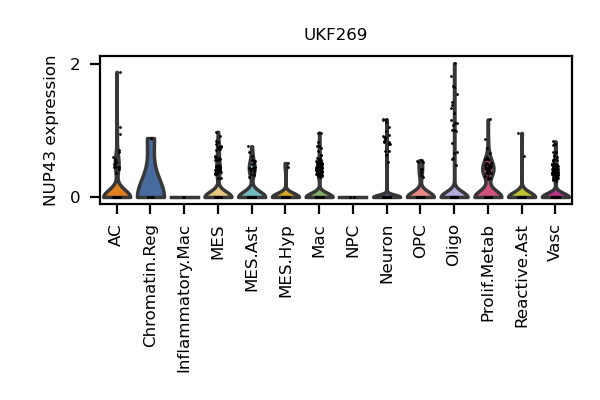 UKF269
NUP43 expression
2
0
AC
Chromatin.Reg
Inflammatory.Mac
MES
MES.Ast
MES.Hyp
Mac
NPC
Neuron
OPC
Oligo
Prolif.Metab
Reactive.Ast
Vasc